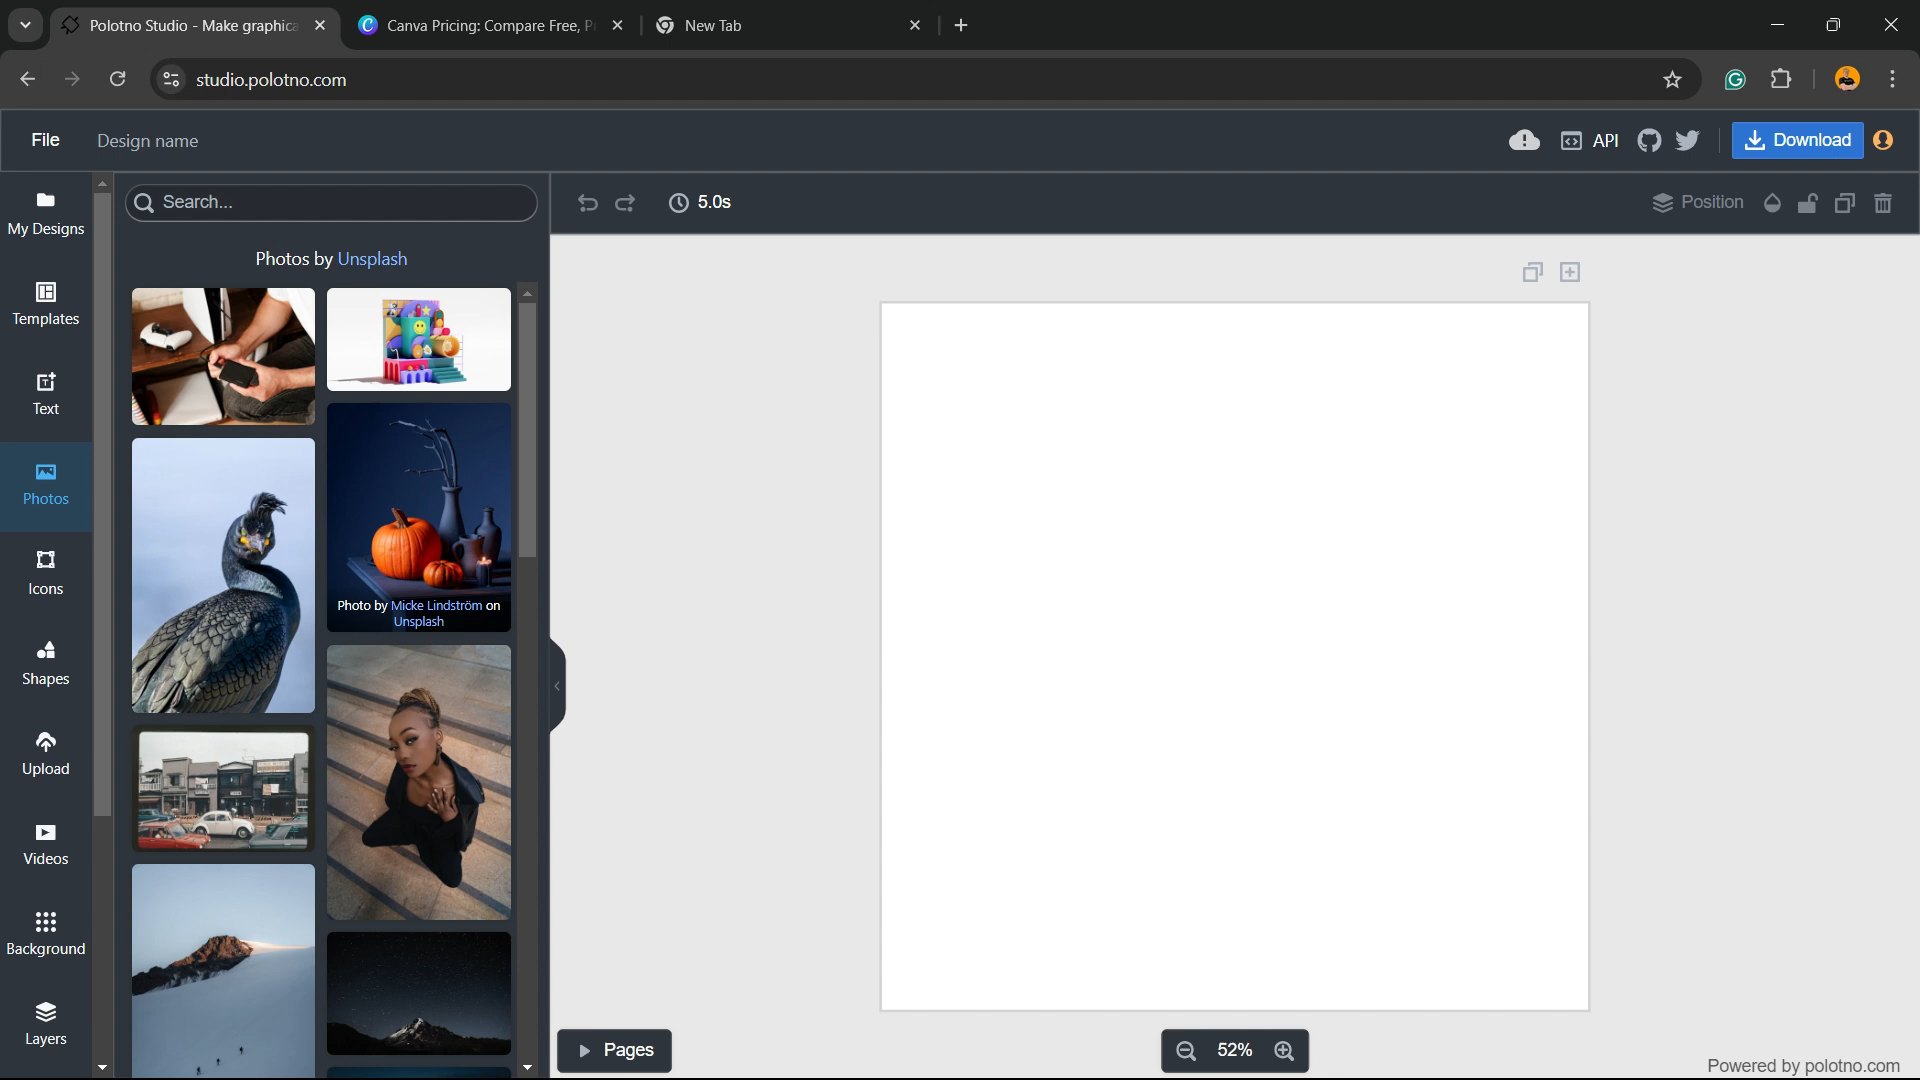 Polotno Studio - Make graphica
Canva Pricing: Compare Free, P
New Tab
studio.polotno.com
File
Design name
API
Download
My Designs
Templates
Text
Photos
Icons
Shapes
Upload
Videos
Background
Layers
Search...
Photos by Unsplash
Photo by Micke Lindström on
Unsplash
5.0s
Position
Pages
52%
Powered by polotno.com